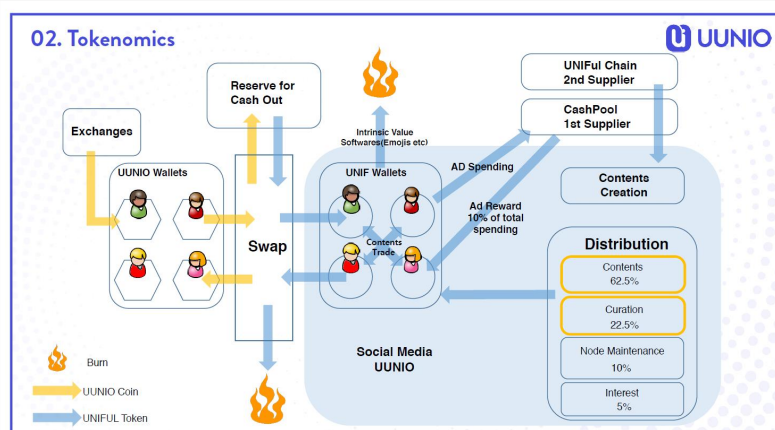 02. Tokenomics
UUNIO
Reserve for
Cash Out
UNIFul Chain
2nd Supplier
CashPool
1st Supplier
Exchanges
Intrinsic Value
Softwares(Emojis etc)
UUNIO Wallets
UNIF Wallets
AD Spending
Contents
Creation
Ad Reward
10% of total
spending
Swap
Contents
Trade
Distribution
Contents
62.5%
Curation
22.5%
Node Maintenance
10%
Interest
5%
Social Media
UUNIO
Burn
UUNIO Coin
UNIFUL Token